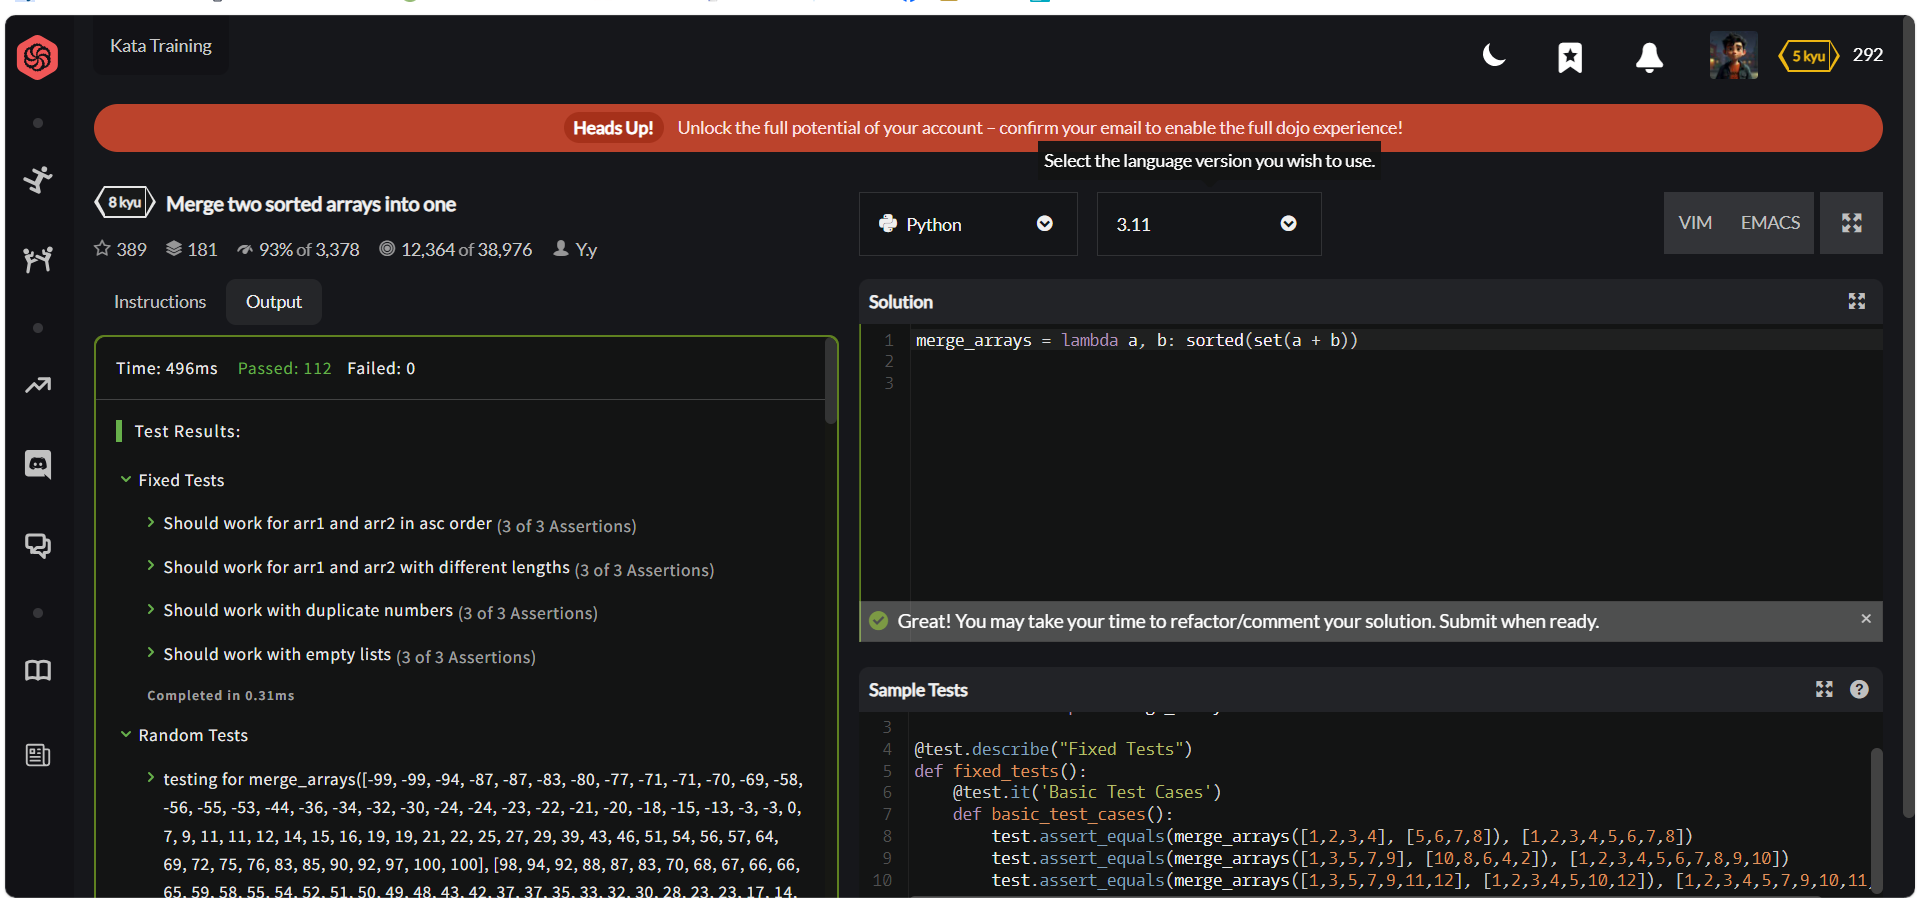 Kata Training
5 kyu
292
Heads Up! Unlock the full potential of your account – confirm your email to enable the full dojo experience!
Select the language version you wish to use.
8 kyu Merge two sorted arrays into one
389 181 93% of 3,378 12,364 of 38,976 Y.y
Python
3.11
VIM EMACS
Instructions Output
Time: 496ms Passed: 112 Failed: 0
Test Results:
Fixed Tests
Should work for arr1 and arr2 in asc order (3 of 3 Assertions)
Should work for arr1 and arr2 with different lengths (3 of 3 Assertions)
Should work with duplicate numbers (3 of 3 Assertions)
Should work with empty lists (3 of 3 Assertions)
Completed in 0.31ms
Random Tests
testing for merge_arrays([-99, -99, -94, -87, -87, -83, -80, -77, -71, -71, -70, -69, -58,
-56, -55, -53, -44, -36, -34, -32, -30, -24, -24, -23, -22, -21, -20, -18, -15, -13, -3, -3, 0,
7, 9, 11, 11, 12, 14, 15, 16, 19, 19, 21, 22, 25, 27, 29, 39, 43, 46, 51, 54, 56, 57, 64,
69, 72, 75, 76, 83, 85, 90, 92, 97, 100, 100], [98, 94, 92, 88, 87, 83, 70, 68, 67, 66, 66,
65, 59, 58, 55, 54, 52, 51, 50, 49, 48, 43, 42, 37, 37, 35, 33, 32, 30, 28, 23, 23, 17, 14,
Solution
1 merge_arrays = lambda a, b: sorted(set(a + b))
2
3
Great! You may take your time to refactor/comment your solution. Submit when ready.
Sample Tests
3
4 @test.describe("Fixed Tests")
5 def fixed_tests():
6 @test.it('Basic Test Cases')
7 def basic_test_cases():
8 test.assert_equals(merge_arrays([1,2,3,4], [5,6,7,8]), [1,2,3,4,5,6,7,8])
9 test.assert_equals(merge_arrays([1,3,5,7,9], [10,8,6,4,2]), [1,2,3,4,5,6,7,8,9,10])
10 test.assert_equals(merge_arrays([1,3,5,7,9,11,12], [1,2,3,4,5,10,12]), [1,2,3,4,5,7,9,10,11,